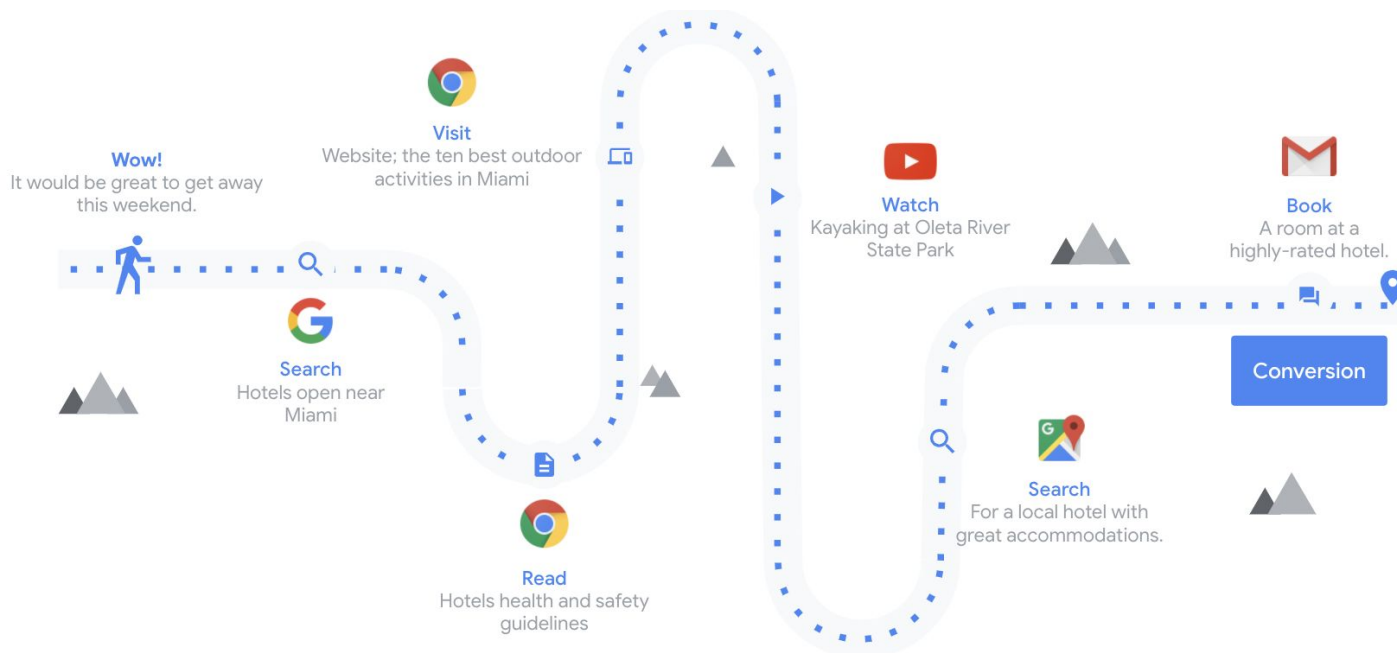 Wow!
It would be great to get away
this weekend.
Search
Hotels open near
Miami
Read
Hotels health and safety
guidelines
Visit
Website; the ten best outdoor
activities in Miami
Watch
Kayaking at Oleta River
State Park
G
Search
For a local hotel with
great accommodations.
Book
A room at a
highly-rated hotel.
Conversion